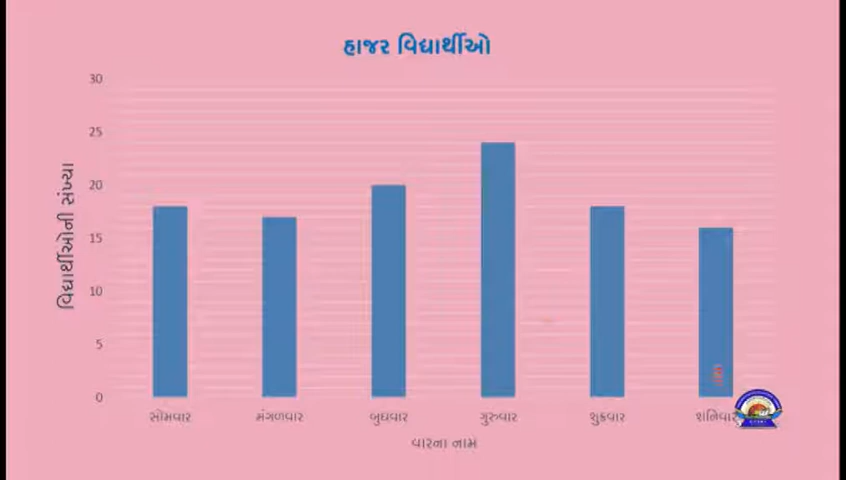 હાજર વિદ્યાર્થીઓ
વિદ્યાર્થીઓની સંખ્યા
30
25
20
15
10
5
0
સોમવાર મંગળવાર બુધવાર ગુરુવાર શુક્રવાર શનિવાર
વારના નામ